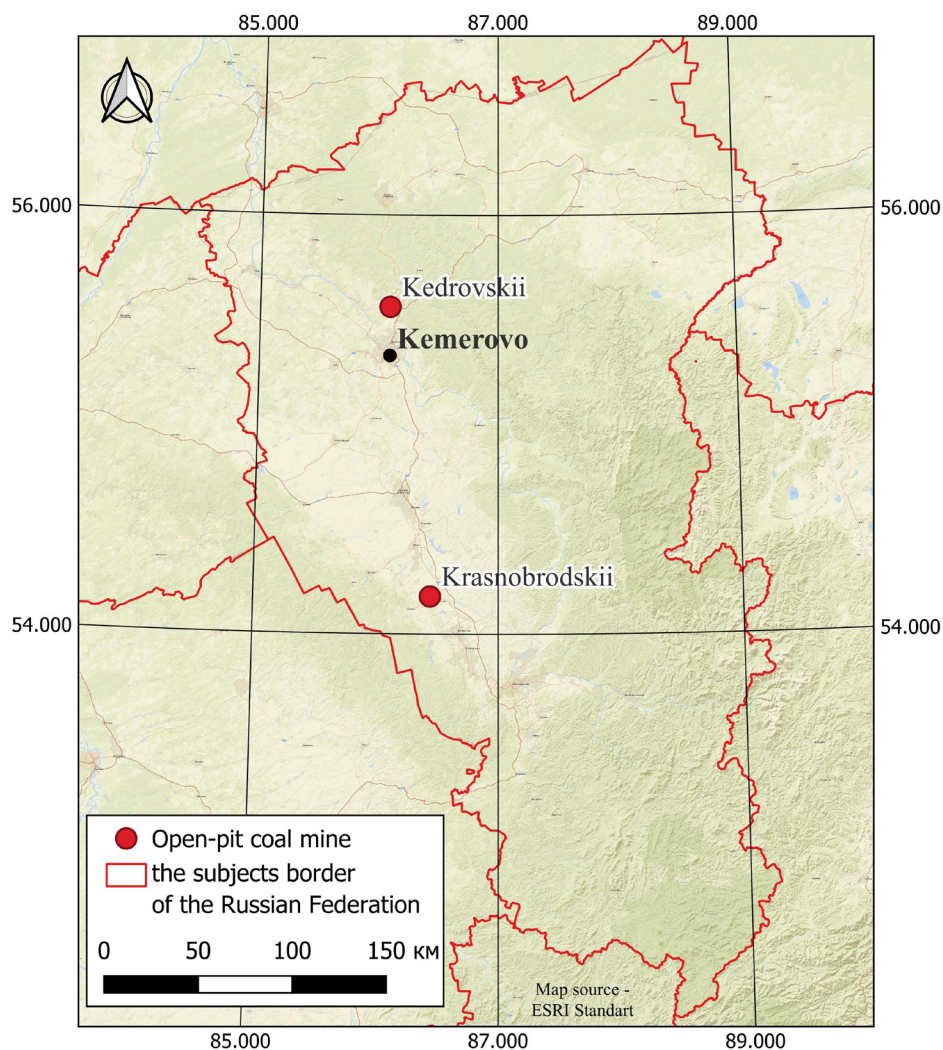 85.000 87.000 89.000
56.000 56.000
Kedrovskii
Kemerovo
Krasnobrodskii
54.000 54.000
Open-pit coal mine
the subjects border
of the Russian Federation
0 50 100 150 км
Map source -
ESRI Standart
85.000 87.000 89.000